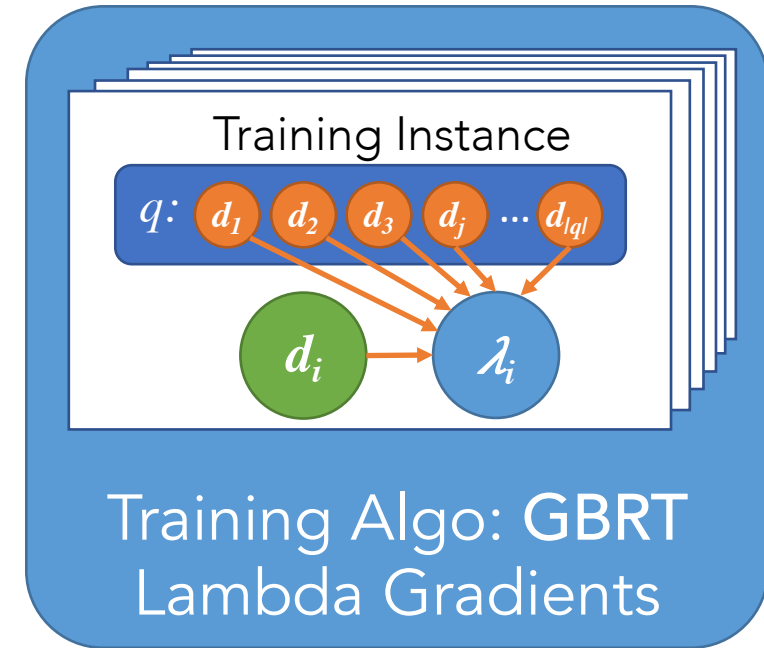 Training Instance
q: d1 d2 d3 dj ... d|q|
di λi
Training Algo: GBRT
Lambda Gradients